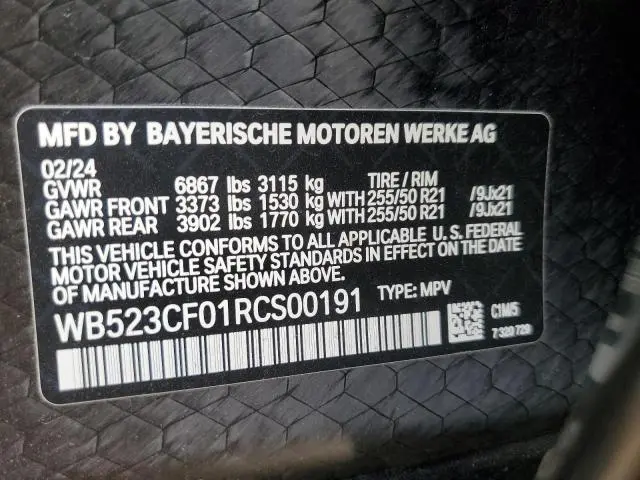 MFD BY BAYERISCHE MOTOREN WERKE AG
02/24
GVWR 6867 lbs 3115 kg TIRE / RIM
GAWR FRONT 3373 lbs 1530 kg WITH 255/50 R21 /9Jx21
GAWR REAR 3902 lbs 1770 kg WITH 255/50 R21 /9Jx21
THIS VEHICLE CONFORMS TO ALL APPLICABLE U. S. FEDERAL
MOTOR VEHICLE SAFETY STANDARDS IN EFFECT ON THE DATE
OF MANUFACTURE SHOWN ABOVE.
WB523CF01RCS00191 TYPE: MPV
C1M5
7 320 729